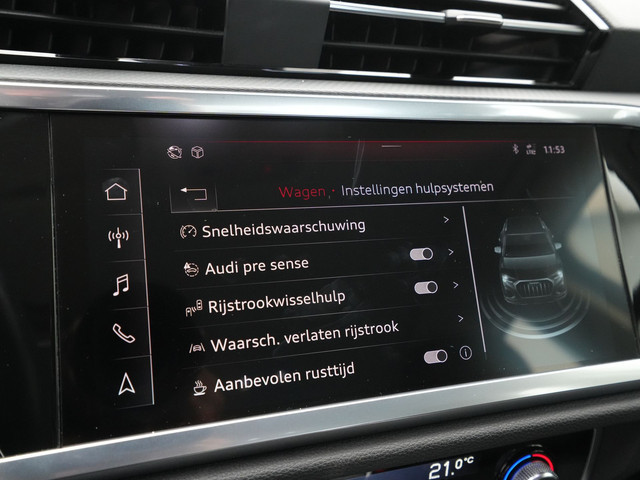 11:53
Wagen · Instellingen hulpsystemen
Snelheidswaarschuwing
Audi pre sense
Rijstrookwisselhulp
Waarsch. verlaten rijstrook
Aanbevolen rusttijd
21.0°C